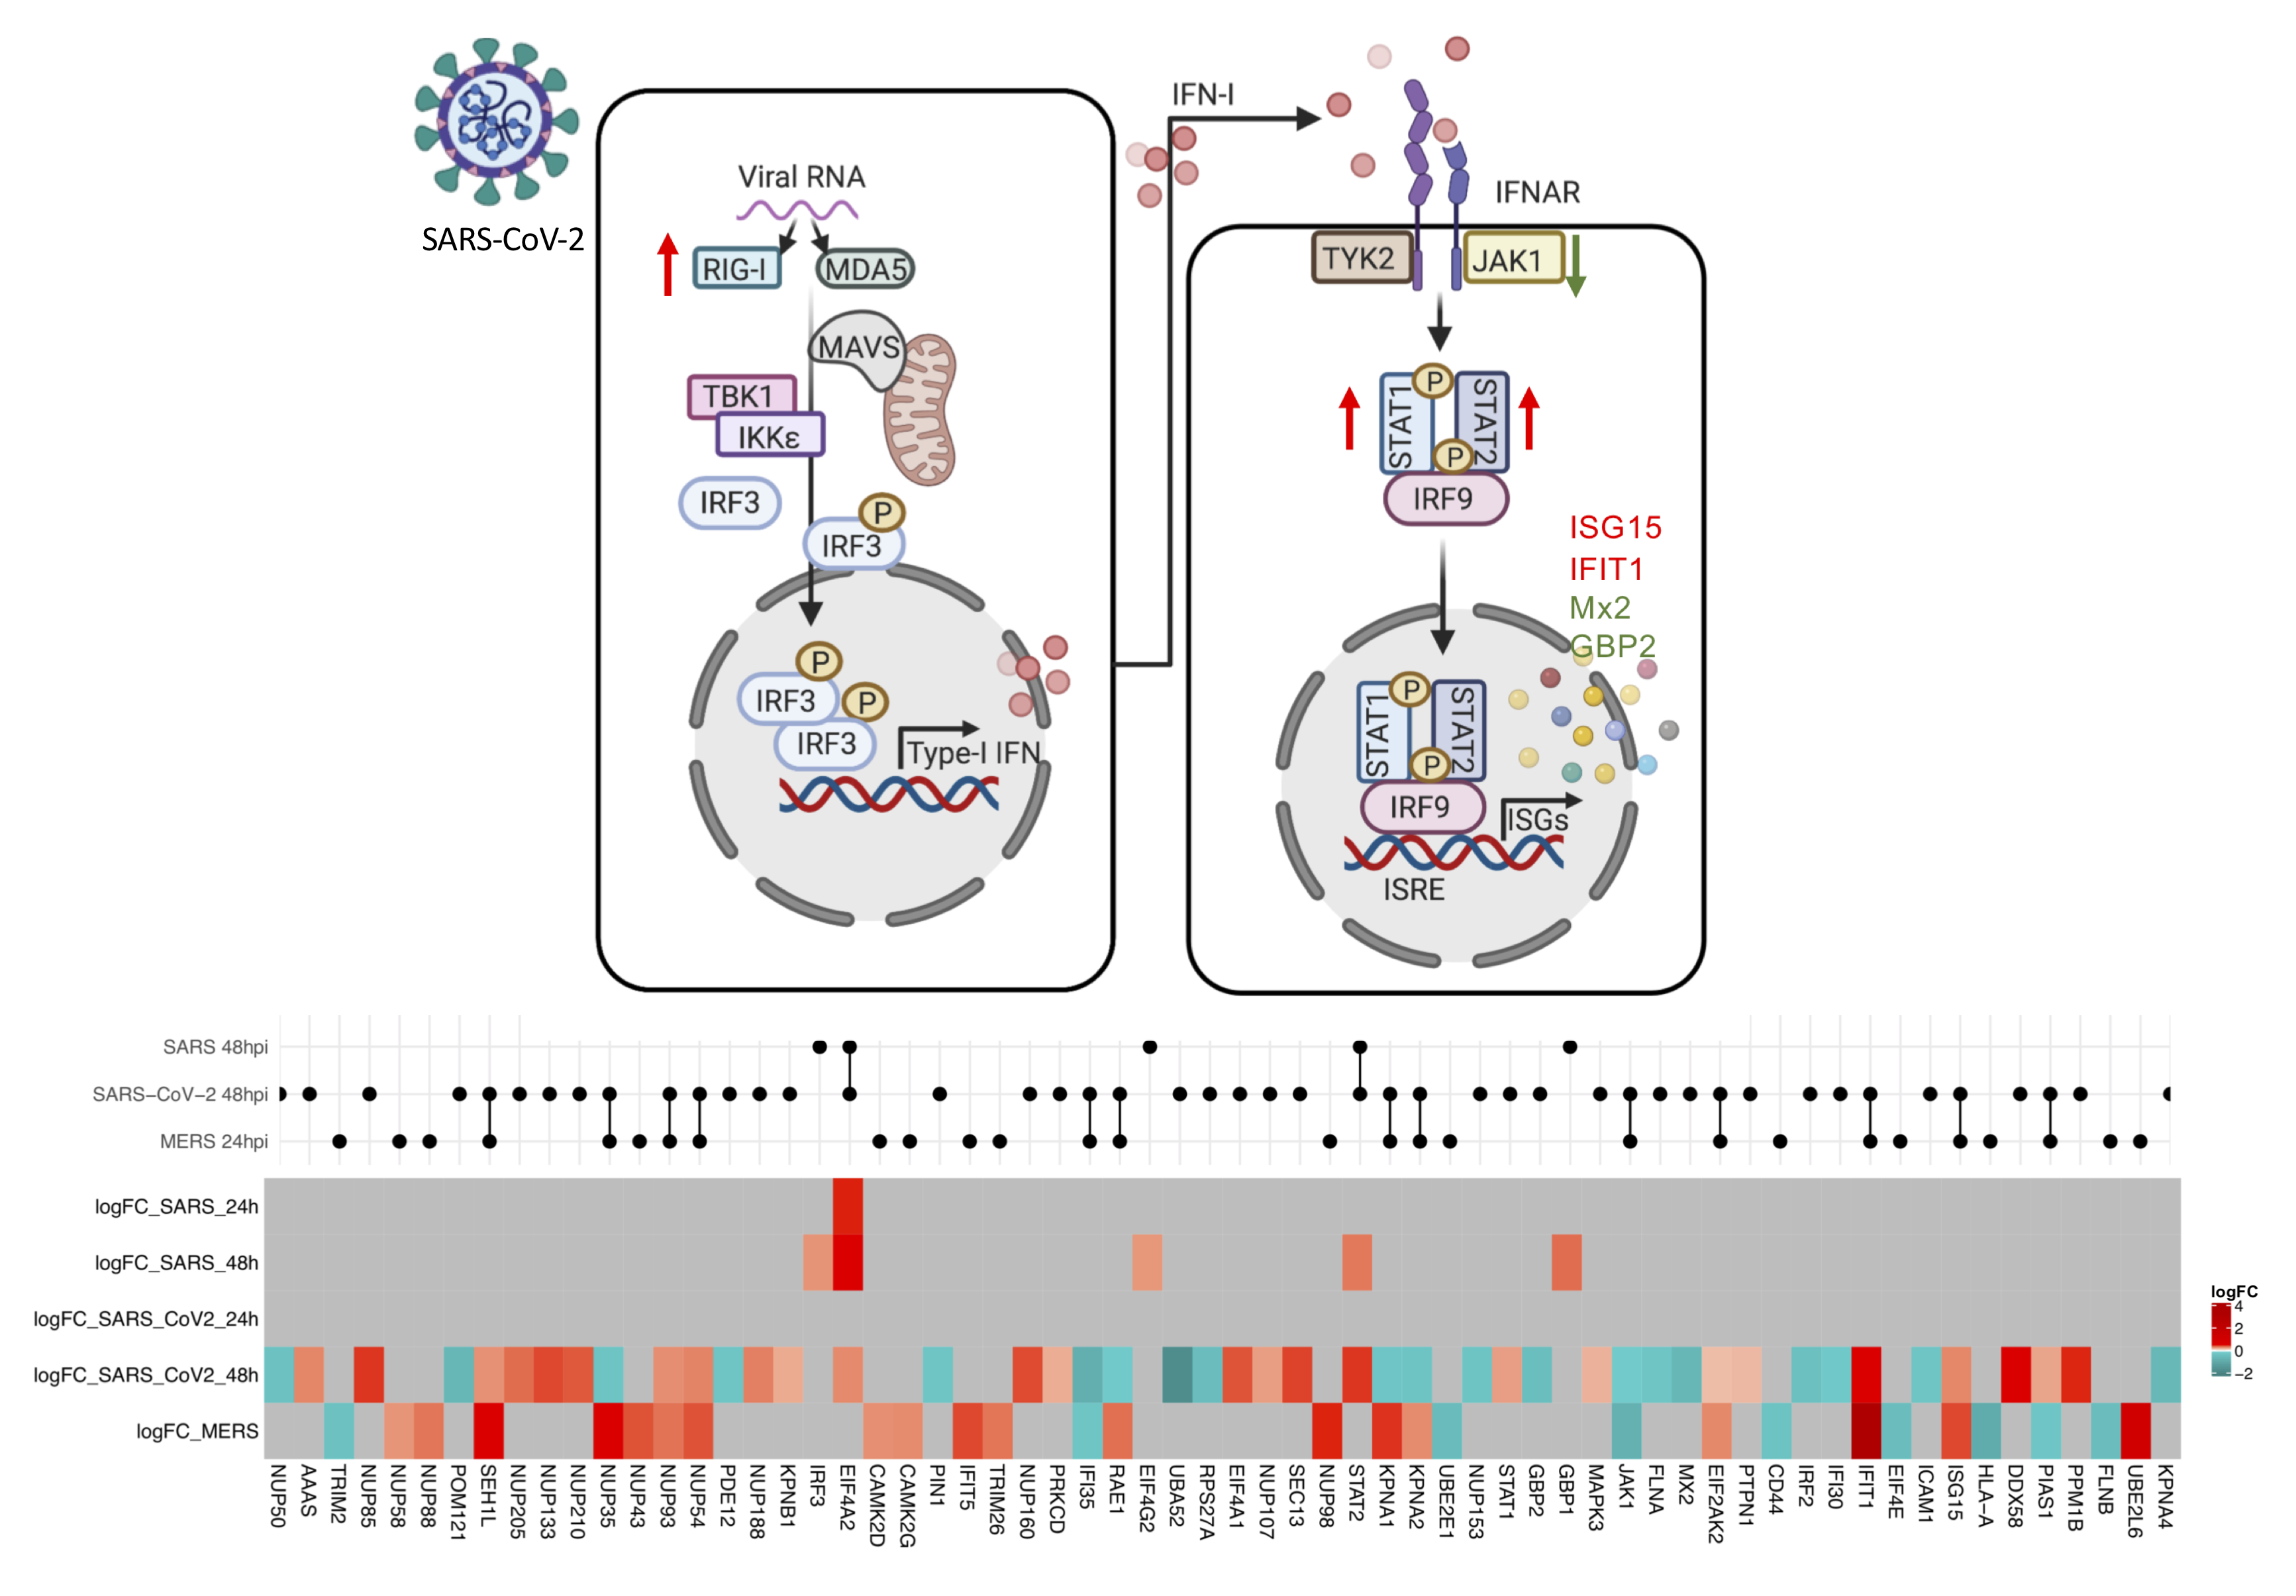 IFN-I
Viral RNA
SARS-CoV-2
RIG-I
MDA5
IFNAR
TYK2
JAK1
MAVS
TBK1
IKKε
IRF3
P
IRF3
P
STAT1
STAT2
P
IRF9
ISG15
IFIT1
Mx2
GBP2
P
IRF3
P
IRF3
Type-I IFN
P
STAT1
STAT2
P
IRF9
ISGs
ISRE
SARS 48hpi
SARS-CoV-2 48hpi
MERS 24hpi
logFC_SARS_24h
logFC_SARS_48h
logFC_SARS_CoV2_24h
logFC_SARS_CoV2_48h
logFC_MERS
logFC
4
2
0
-2
NUP50
AAAS
TRIM2
NUP85
NUP58
NUP88
POM121
SEH1L
NUP205
NUP133
NUP210
NUP35
NUP43
NUP93
NUP54
PDE12
NUP188
KPNB1
IRF3
EIF4A2
CAMK2D
CAMK2G
PIN1
IFIT5
TRIM26
NUP160
PRKCD
IFI35
RAE1
EIF4G2
UBA52
RPS27A
EIF4A1
NUP107
SEC13
NUP98
STAT2
KPNA1
KPNA2
UBE2E1
NUP153
STAT1
GBP2
GBP1
MAPK3
JAK1
FLNA
MX2
EIF2AK2
PTPN1
CD44
IRF2
IFI30
IFIT1
EIF4E
ICAM1
ISG15
HLA-A
DDX58
PIAS1
PPM1B
FLNB
UBE2L6
KPNA4